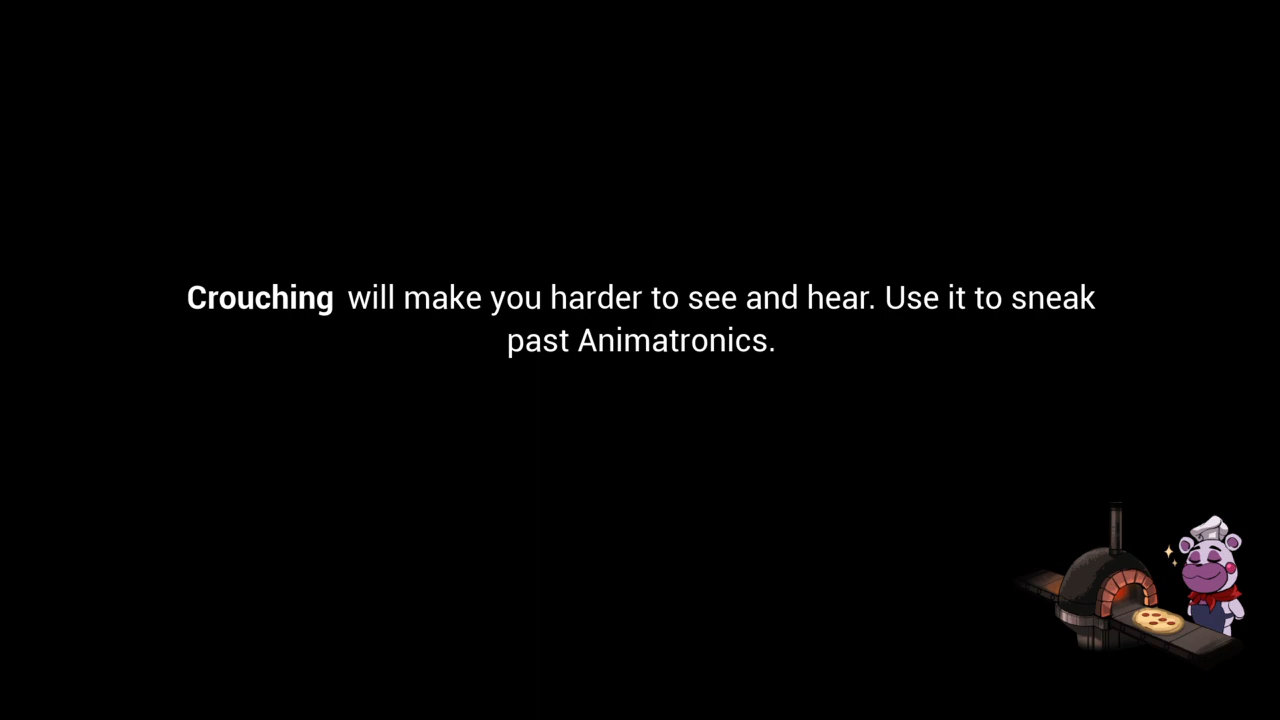 Crouching will make you harder to see and hear. Use it to sneak
past Animatronics.